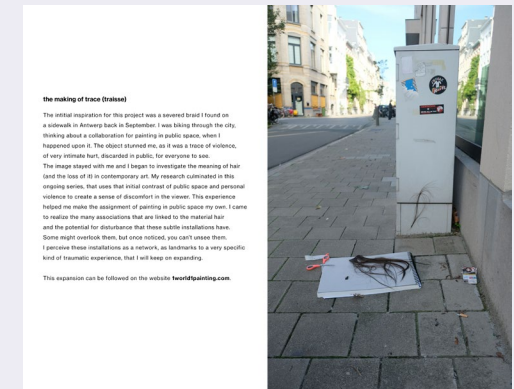 the making of trace (traisse)
The intitial inspiration for this project was a severed braid I found on
a sidewalk in Antwerp back in September. I was biking through the city,
thinking about a collaboration for painting in public space, when I
happened upon it. The object stunned me, as it was a trace of violence,
of very intimate hurt, discarded in public, for everyone to see.
The image stayed with me and I began to investigate the meaning of hair
(and the loss of it) in contemporary art. My research culminated in this
ongoing series, that uses that initial contrast of public space and personal
violence to create a sense of discomfort in the viewer. This experience
helped me make the assignment of painting in public space my own. I came
to realize the many associations that are linked to the material hair
and the potential for disturbance that these subtle installations have.
Some might overlook them, but once noticed, you can't unsee them.
I perceive these installations as a network, as landmarks to a very specific
kind of traumatic experience, that I will keep on expanding.
This expansion can be followed on the website tworld1painting.com.